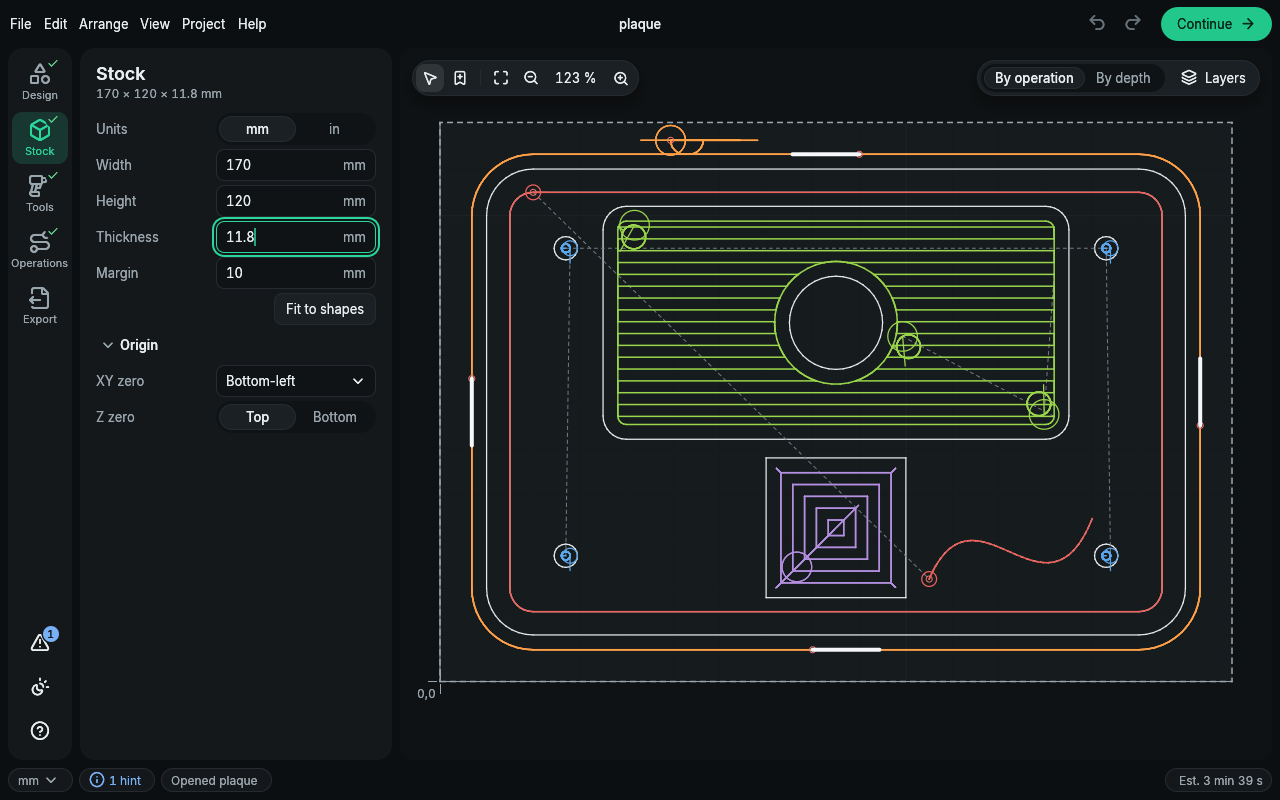 File Edit Arrange View Project Help
plaque
Continue
Design
Stock
Tools
Operations
Export
1
Stock
170 × 120 × 11.8 mm
Units mm in
Width 170 mm
Height 120 mm
Thickness 11.8 mm
Margin 10 mm
Fit to shapes
Origin
XY zero Bottom-left
Z zero Top Bottom
123 %
By operation By depth Layers
0,0
mm 1 hint Opened plaque Est. 3 min 39 s